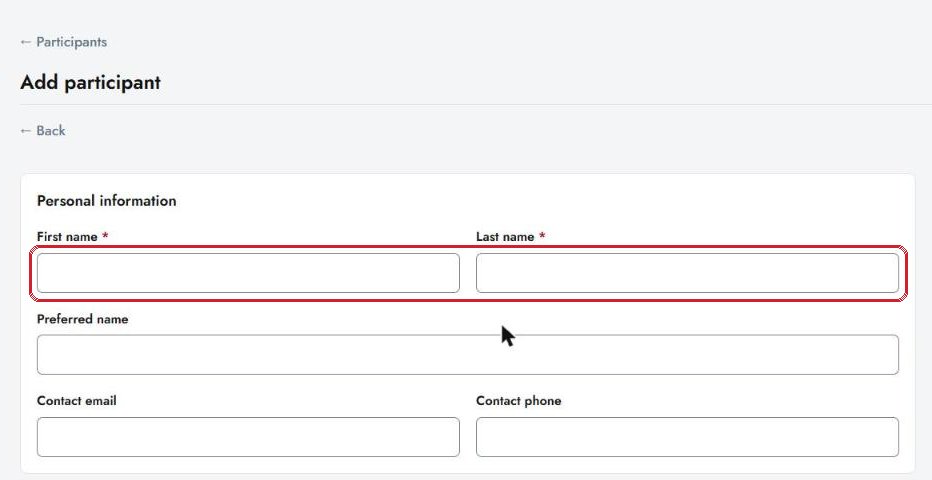 ← Participants
Add participant
← Back
Personal information
First name * Last name *
Preferred name
Contact email Contact phone